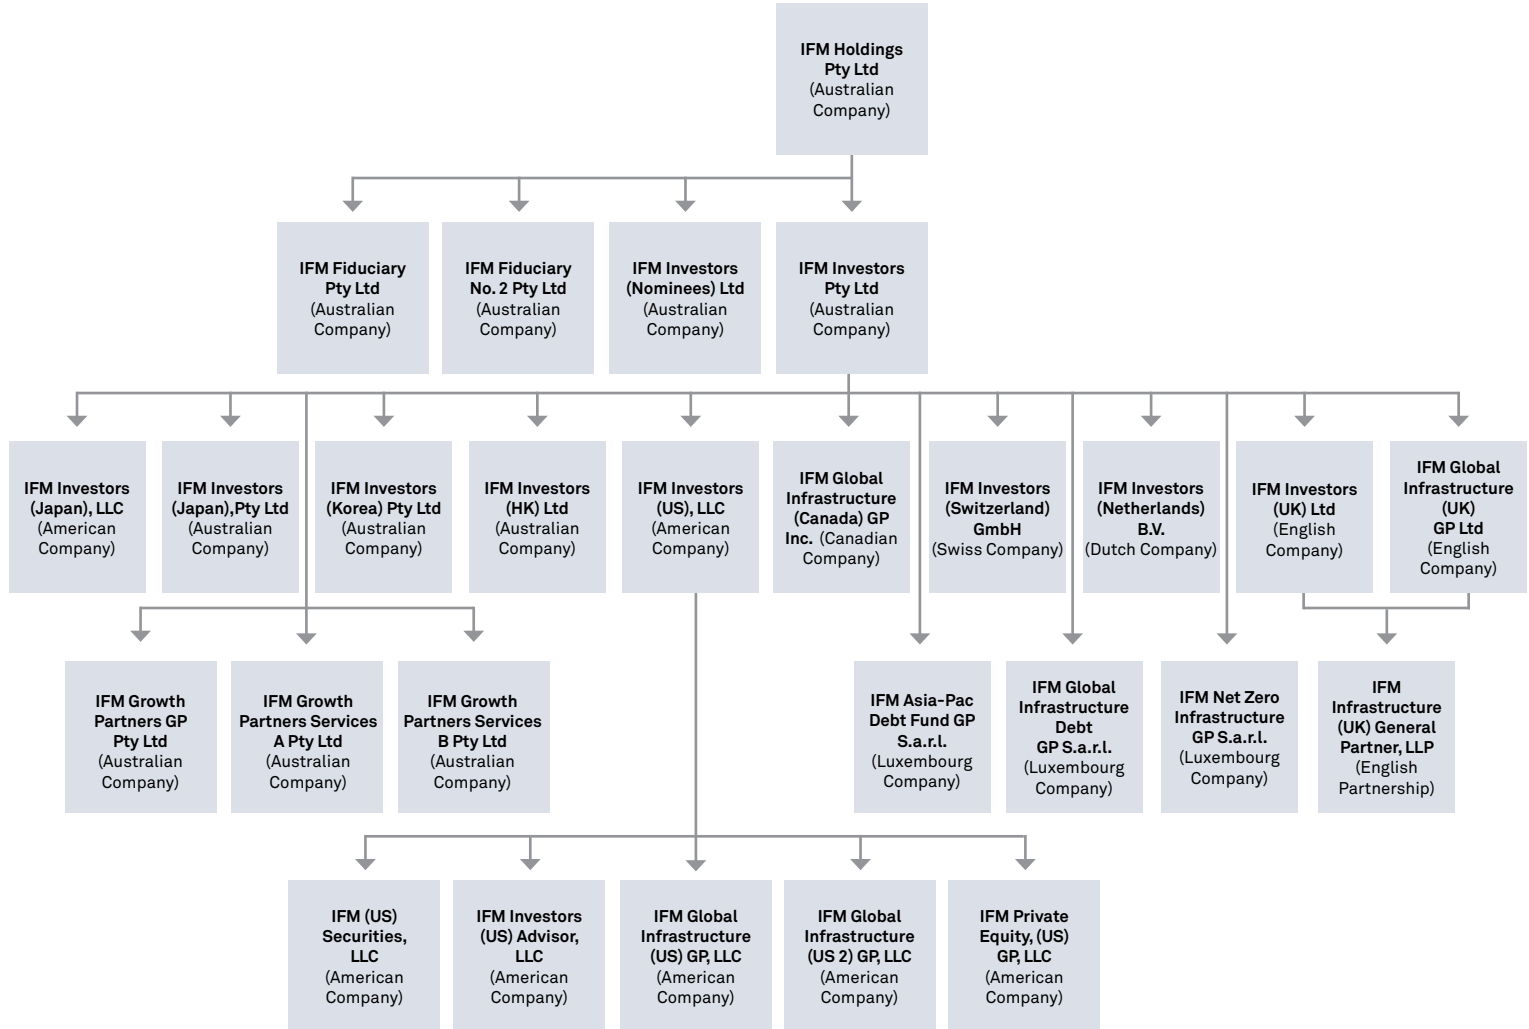 IFM Holdings
Pty Ltd
(Australian
Company)
IFM Fiduciary
Pty Ltd
(Australian
Company)
IFM Fiduciary
No. 2 Pty Ltd
(Australian
Company)
IFM Investors
(Nominees) Ltd
(Australian
Company)
IFM Investors
Pty Ltd
(Australian
Company)
IFM Investors
(Japan), LLC
(American
Company)
IFM Investors
(Japan),Pty Ltd
(Australian
Company)
IFM Investors
(Korea) Pty Ltd
(Australian
Company)
IFM Investors
(HK) Ltd
(Australian
Company)
IFM Investors
(US), LLC
(American
Company)
IFM Global
Infrastructure
(Canada) GP
Inc. (Canadian
Company)
IFM Investors
(Switzerland)
GmbH
(Swiss Company)
IFM Investors
(Netherlands)
B.V.
(Dutch Company)
IFM Investors
(UK) Ltd
(English
Company)
IFM Global
Infrastructure
(UK)
GP Ltd
(English
Company)
IFM Growth
Partners GP
Pty Ltd
(Australian
Company)
IFM Growth
Partners Services
A Pty Ltd
(Australian
Company)
IFM Growth
Partners Services
B Pty Ltd
(Australian
Company)
IFM Asia-Pac
Debt Fund GP
S.a.r.l.
(Luxembourg
Company)
IFM Global
Infrastructure
Debt
GP S.a.r.l.
(Luxembourg
Company)
IFM Net Zero
Infrastructure
GP S.a.r.l.
(Luxembourg
Company)
IFM
Infrastructure
(UK) General
Partner, LLP
(English
Partnership)
IFM (US)
Securities,
LLC
(American
Company)
IFM Investors
(US) Advisor,
LLC
(American
Company)
IFM Global
Infrastructure
(US) GP, LLC
(American
Company)
IFM Global
Infrastructure
(US 2) GP, LLC
(American
Company)
IFM Private
Equity, (US)
GP, LLC
(American
Company)